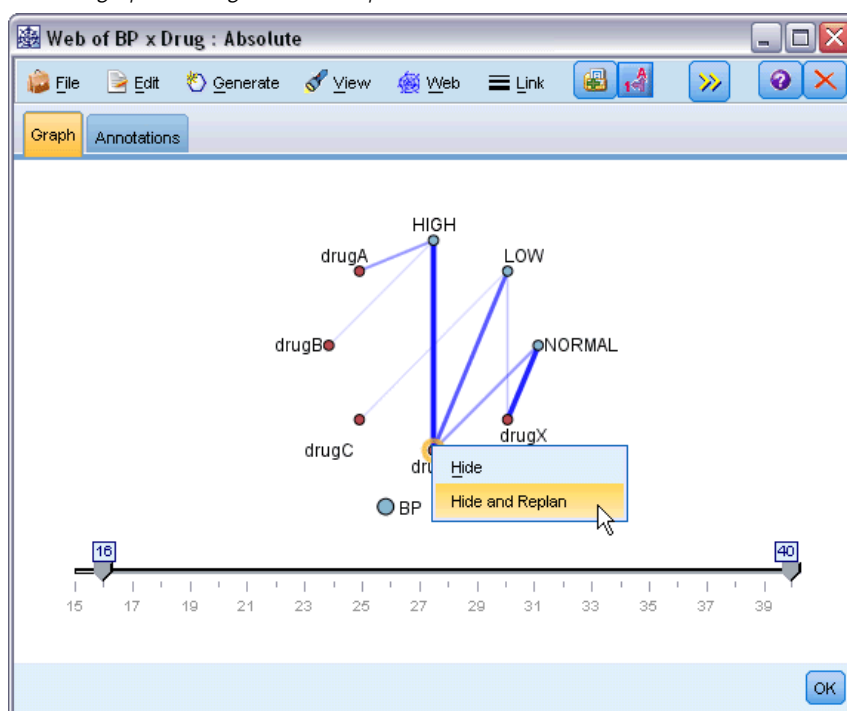 Web of BP x Drug : Absolute
File Edit Generate View Web Link
Graph Annotations
HIGH
drugA
LOW
drugB
NORMAL
drugC
drugX
Hide
BP
Hide and Replan
16 40
15 17 19 21 23 25 27 29 31 33 35 37 39
OK